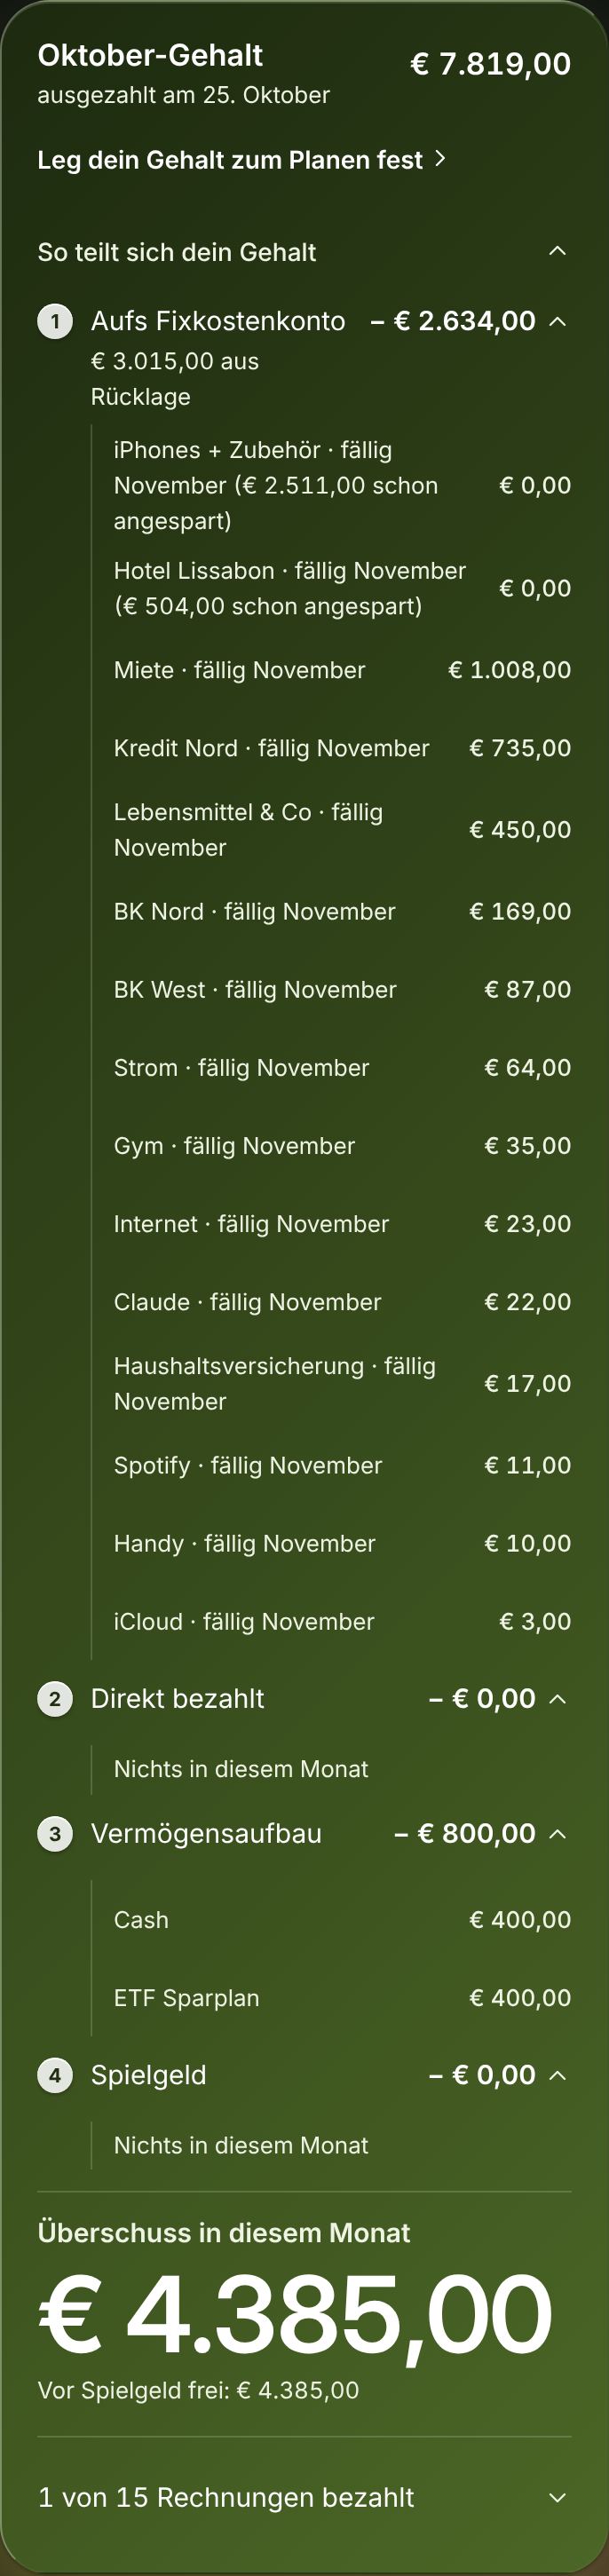 Oktober-Gehalt
€ 7.819,00
ausgezahlt am 25. Oktober
Leg dein Gehalt zum Planen fest
So teilt sich dein Gehalt
1 Aufs Fixkostenkonto – € 2.634,00
€ 3.015,00 aus
Rücklage
iPhones + Zubehör · fällig
November (€ 2.511,00 schon
angespart)
€ 0,00
Hotel Lissabon · fällig November
(€ 504,00 schon angespart)
€ 0,00
Miete · fällig November € 1.008,00
Kredit Nord · fällig November € 735,00
Lebensmittel & Co · fällig
November
€ 450,00
BK Nord · fällig November € 169,00
BK West · fällig November € 87,00
Strom · fällig November € 64,00
Gym · fällig November € 35,00
Internet · fällig November € 23,00
Claude · fällig November € 22,00
Haushaltsversicherung · fällig
November
€ 17,00
Spotify · fällig November € 11,00
Handy · fällig November € 10,00
iCloud · fällig November € 3,00
2 Direkt bezahlt – € 0,00
Nichts in diesem Monat
3 Vermögensaufbau – € 800,00
Cash € 400,00
ETF Sparplan € 400,00
4 Spielgeld – € 0,00
Nichts in diesem Monat
Überschuss in diesem Monat
€ 4.385,00
Vor Spielgeld frei: € 4.385,00
1 von 15 Rechnungen bezahlt